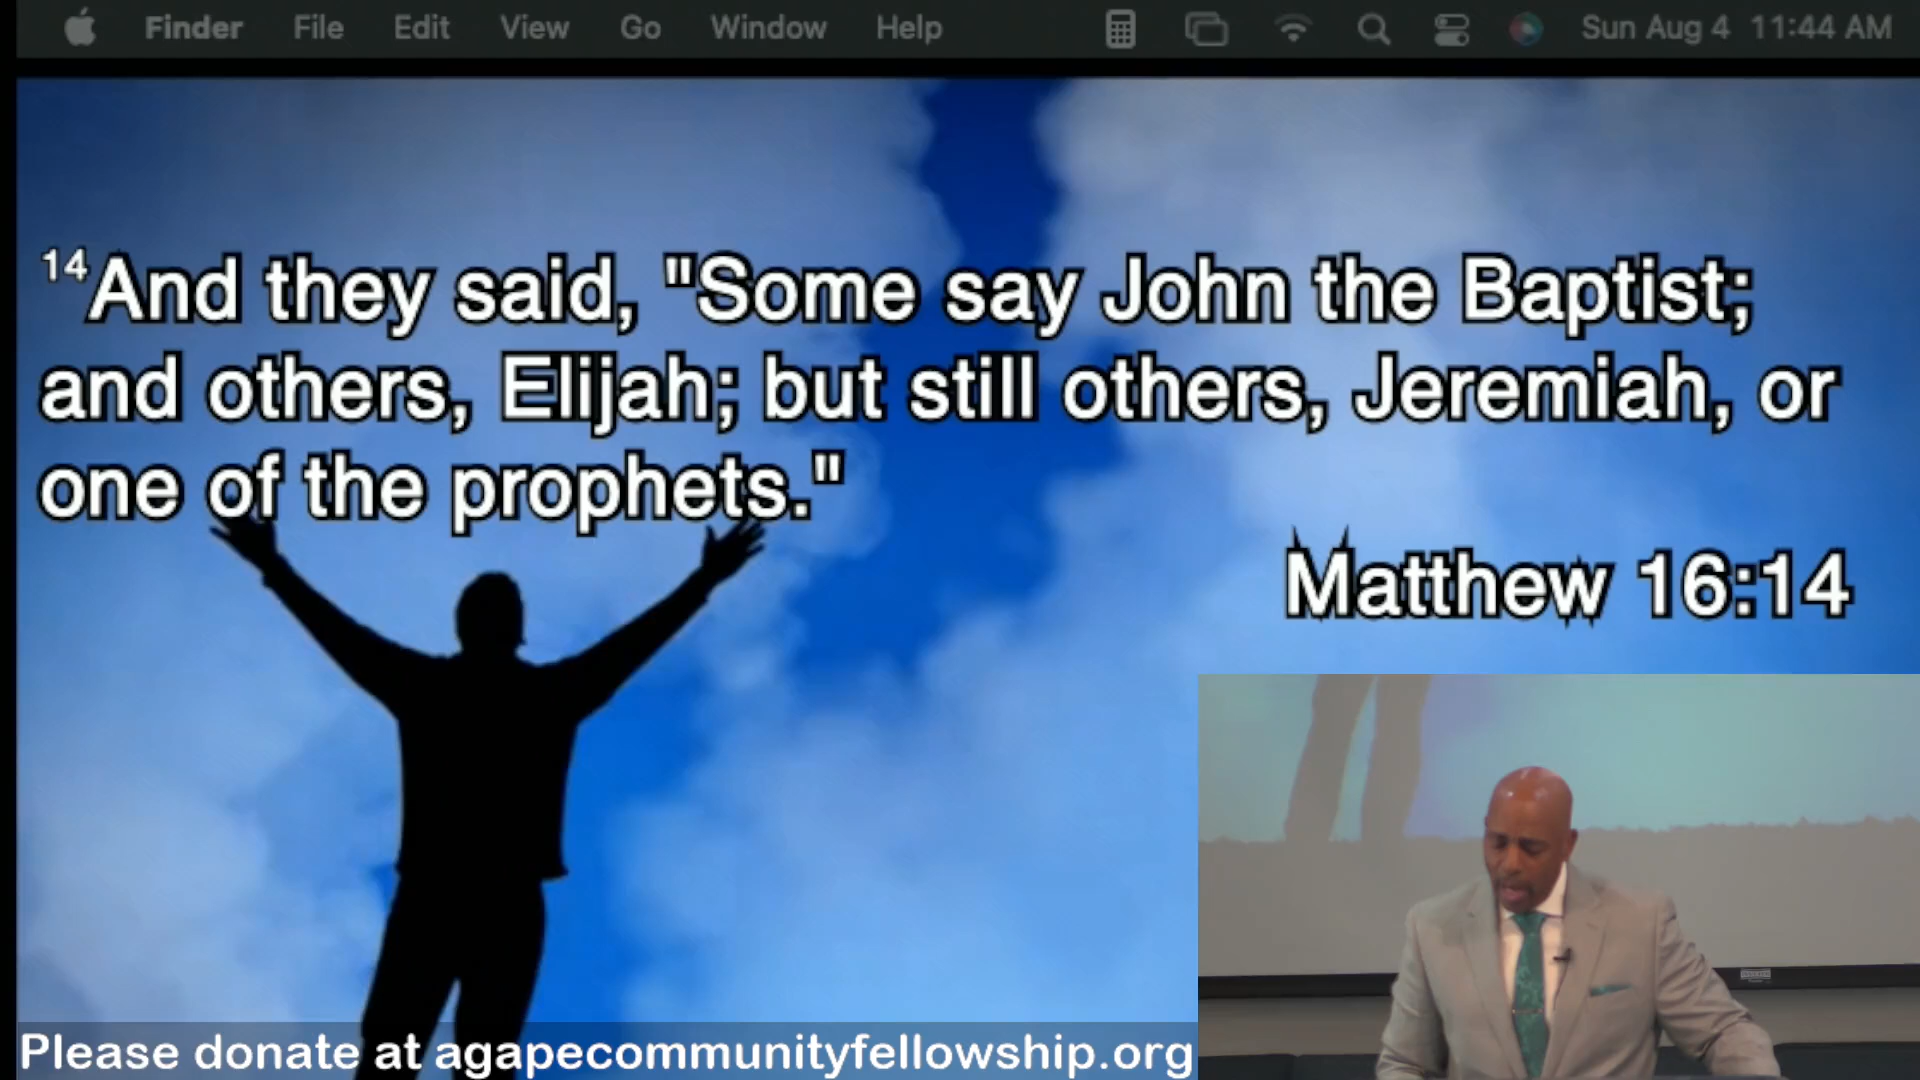 Finder File Edit View Go Window Help Sun Aug 4 11:44 AM
14And they said, "Some say John the Baptist;
and others, Elijah; but still others, Jeremiah, or
one of the prophets."
Matthew 16:14
Please donate at agapecommunityfellowship.org